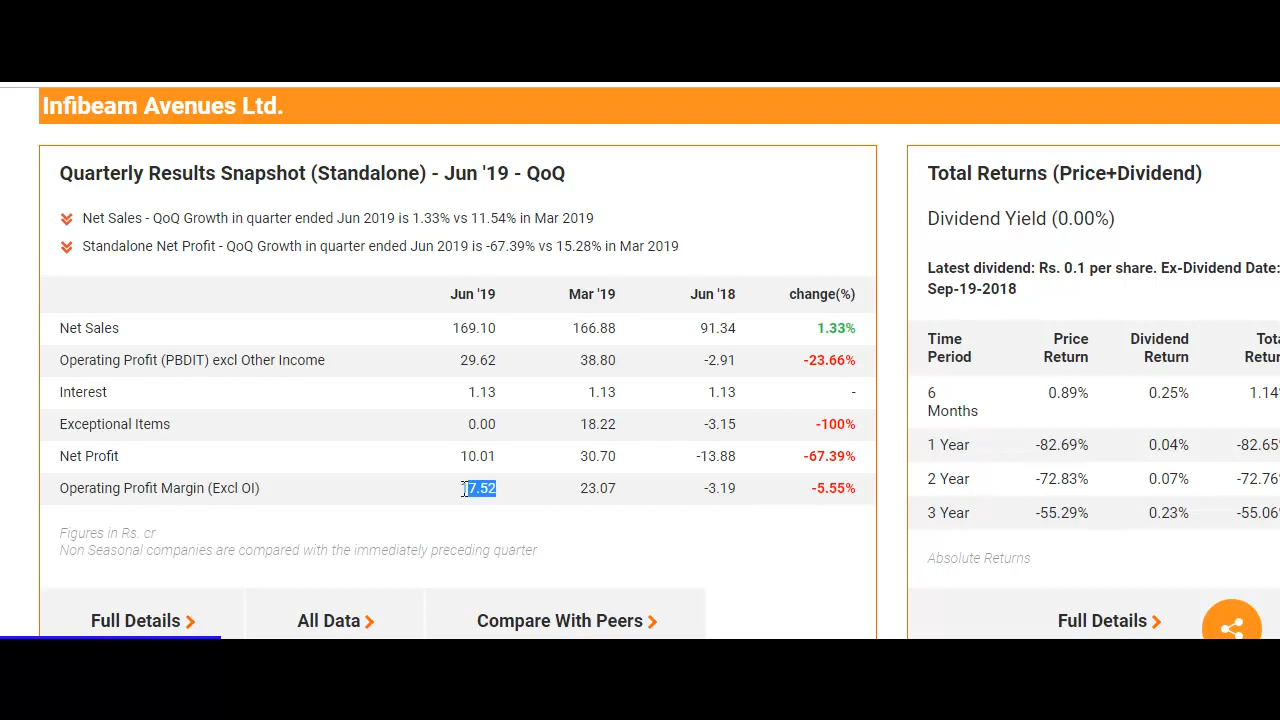 Infibeam Avenues Ltd.
Quarterly Results Snapshot (Standalone) - Jun '19 - QoQ
Net Sales - QoQ Growth in quarter ended Jun 2019 is 1.33% vs 11.54% in Mar 2019
Standalone Net Profit - QoQ Growth in quarter ended Jun 2019 is -67.39% vs 15.28% in Mar 2019
Jun '19 Mar '19 Jun '18 change(%)
Net Sales 169.10 166.88 91.34 1.33%
Operating Profit (PBDIT) excl Other Income 29.62 38.80 -2.91 -23.66%
Interest 1.13 1.13 1.13 -
Exceptional Items 0.00 18.22 -3.15 -100%
Net Profit 10.01 30.70 -13.88 -67.39%
Operating Profit Margin (Excl OI) 17.52 23.07 -3.19 -5.55%
Figures in Rs. cr
Non Seasonal companies are compared with the immediately preceding quarter
Full Details All Data Compare With Peers
Total Returns (Price+Dividend)
Dividend Yield (0.00%)
Latest dividend: Rs. 0.1 per share. Ex-Dividend Date:
Sep-19-2018
Time Price Dividend
Period Return Return
6 0.89% 0.25% 1.14
Months
1 Year -82.69% 0.04% -82.65
2 Year -72.83% 0.07% -72.76
3 Year -55.29% 0.23% -55.06
Absolute Returns
Full Details